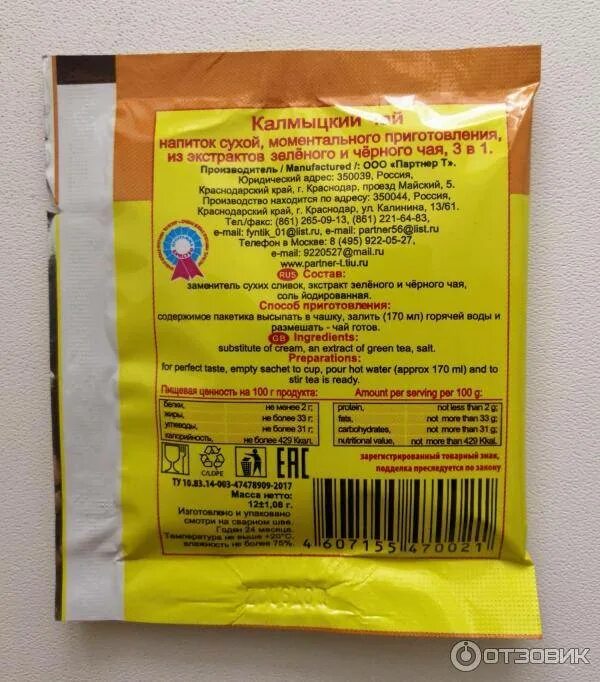 Калмыцкий чай
напиток сухой, моментального приготовления,
из экстрактов зелёного и чёрного чая, 3 в 1.
Производитель / Manufactured /: ООО «Партнер Т».
Юридический адрес: 350039, Россия,
Краснодарский край, г. Краснодар, проезд Майский, 5.
Производство находится по адресу: 350044, Россия,
Краснодарский край, г. Краснодар, ул. Калинина, 13/61.
Тел./факс: (861) 265-09-13, (861) 221-64-83,
e-mail: fyntik_01@list.ru, e-mail: partner56@list.ru
Телефон в Москве: 8 (495) 922-05-27,
e-mail: 9220527@mail.ru
www.partner-t.tiu.ru
RUS Состав:
заменитель сухих сливок, экстракт зелёного и чёрного чая,
соль йодированная.
Способ приготовления:
содержимое пакетика высыпать в чашку, залить (170 мл) горячей воды и
размешать - чай готов.
GB Ingredients:
substitute of cream, an extract of green tea, salt.
Preparations:
for perfect taste, empty sachet to cup, pour hot water (approx 170 ml) and to
stir tea is ready.
Пищевая ценность на 100 г продукта:
белки, не менее 2 г;
жиры, не более 33 г;
углеводы, не более 31 г;
калорийность, не более 429 Ккал.
Amount per serving per 100 g:
protein, not less than 2 g;
fats, not more than 33 g;
carbohydrates, not more than 31 g;
nutritional value, not more than 429 Kkal.
C/LDPE
EAC
зарегистрированный товарный знак,
подделка преследуется по закону
ТУ 10.83.14-003-47478909-2017
Масса нетто:
12±1,08 г.
Изготовлено и упаковано
смотри на сварном шве.
Годен 24 месяца.
Температура не выше +20°С,
влажность не более 75%.
4 607155 470021
ОТЗОВИК